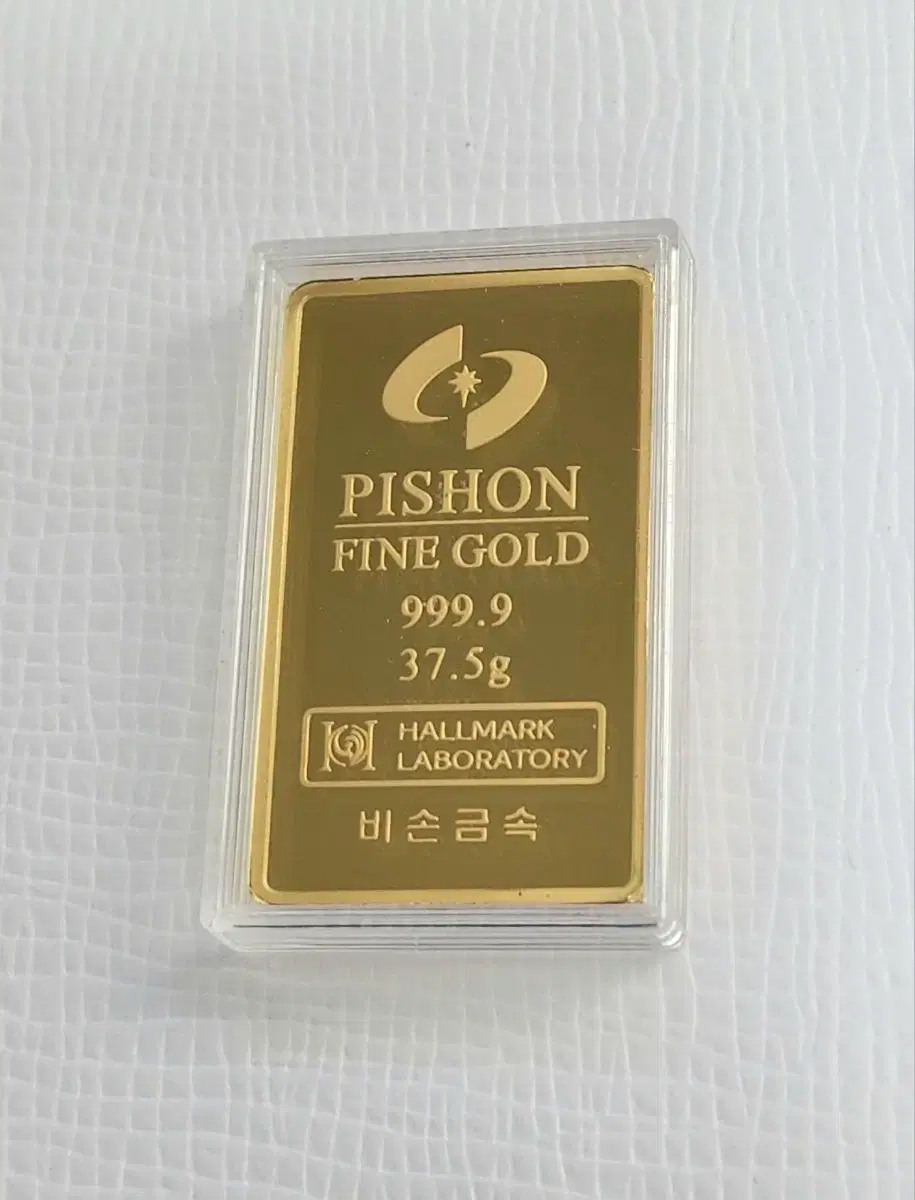 PISHON
FINE GOLD
999.9
37.5g
HALLMARK
LABORATORY
비손금속